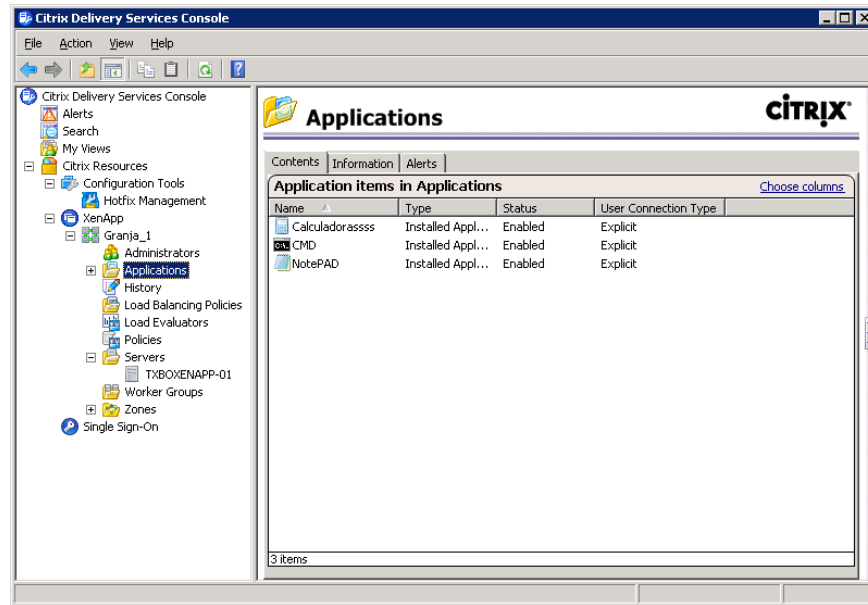 Citrix Delivery Services Console
File Action View Help
Citrix Delivery Services Console
Alerts
Search
My Views
Citrix Resources
Configuration Tools
Hotfix Management
XenApp
Granja_1
Administrators
Applications
History
Load Balancing Policies
Load Evaluators
Policies
Servers
TXBOXENAPP-01
Worker Groups
Zones
Single Sign-On
Applications
CITRIX
Contents Information Alerts
Application items in Applications Choose columns
Name Type Status User Connection Type
Calculadorassss Installed Appl... Enabled Explicit
CMD Installed Appl... Enabled Explicit
NotePAD Installed Appl... Enabled Explicit
3 items